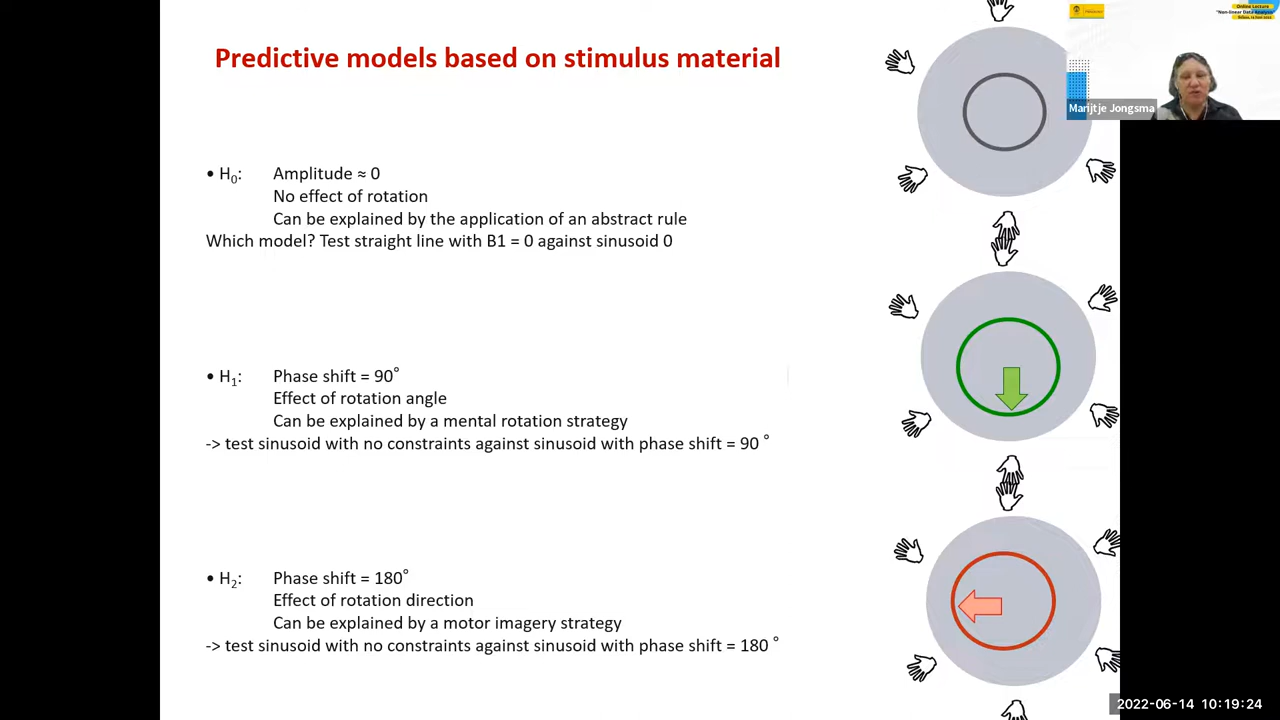 Predictive models based on stimulus material
• H₀: Amplitude ≈ 0
No effect of rotation
Can be explained by the application of an abstract rule
Which model? Test straight line with B1 = 0 against sinusoid 0
• H₁: Phase shift = 90°
Effect of rotation angle
Can be explained by a mental rotation strategy
-> test sinusoid with no constraints against sinusoid with phase shift = 90 °
• H₂: Phase shift = 180°
Effect of rotation direction
Can be explained by a motor imagery strategy
-> test sinusoid with no constraints against sinusoid with phase shift = 180 °
Online Lecture
Marijtje Jongsma
2022-06-14 10:19:24